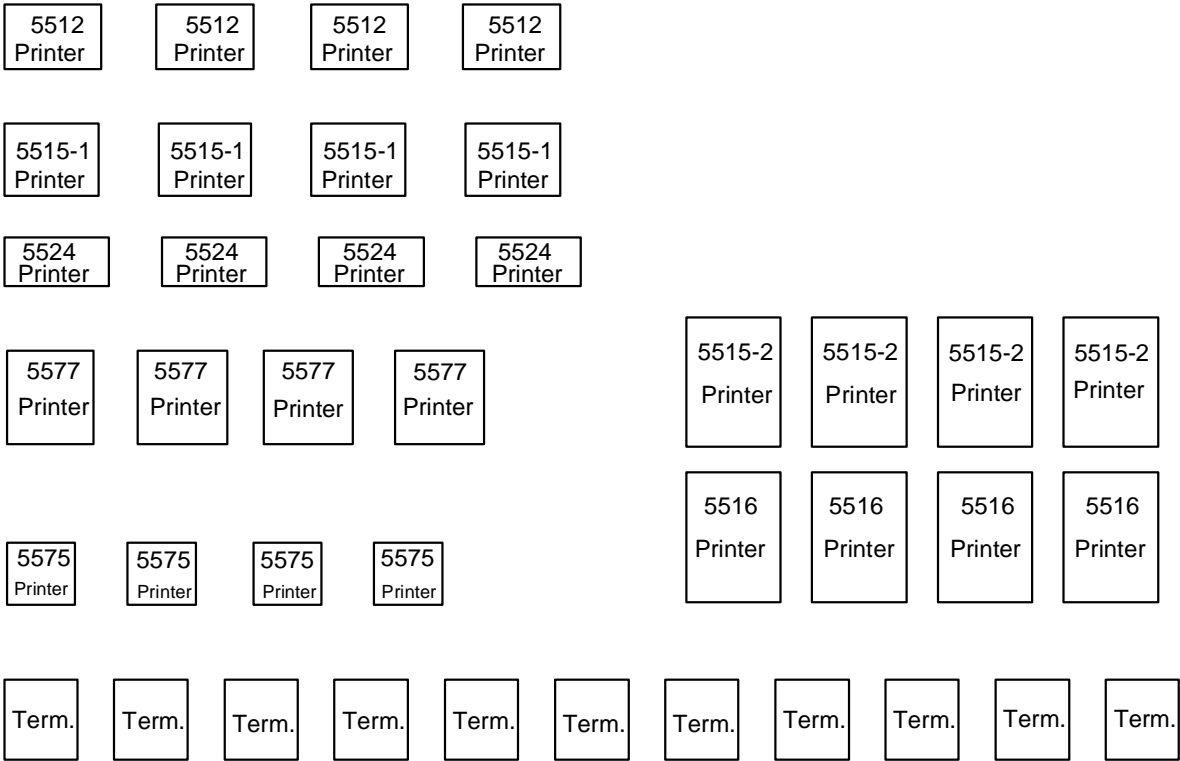 5512 5512 5512 5512
Printer Printer Printer Printer
5515-1 5515-1 5515-1 5515-1
Printer Printer Printer Printer
5524 5524 5524 5524
Printer Printer Printer Printer
5577 5577 5577 5577
Printer Printer Printer Printer
5515-2 5515-2 5515-2 5515-2
Printer Printer Printer Printer
5516 5516 5516 5516
Printer Printer Printer Printer
5575 5575 5575 5575
Printer Printer Printer Printer
Term. Term. Term. Term. Term. Term. Term. Term. Term. Term. Term.